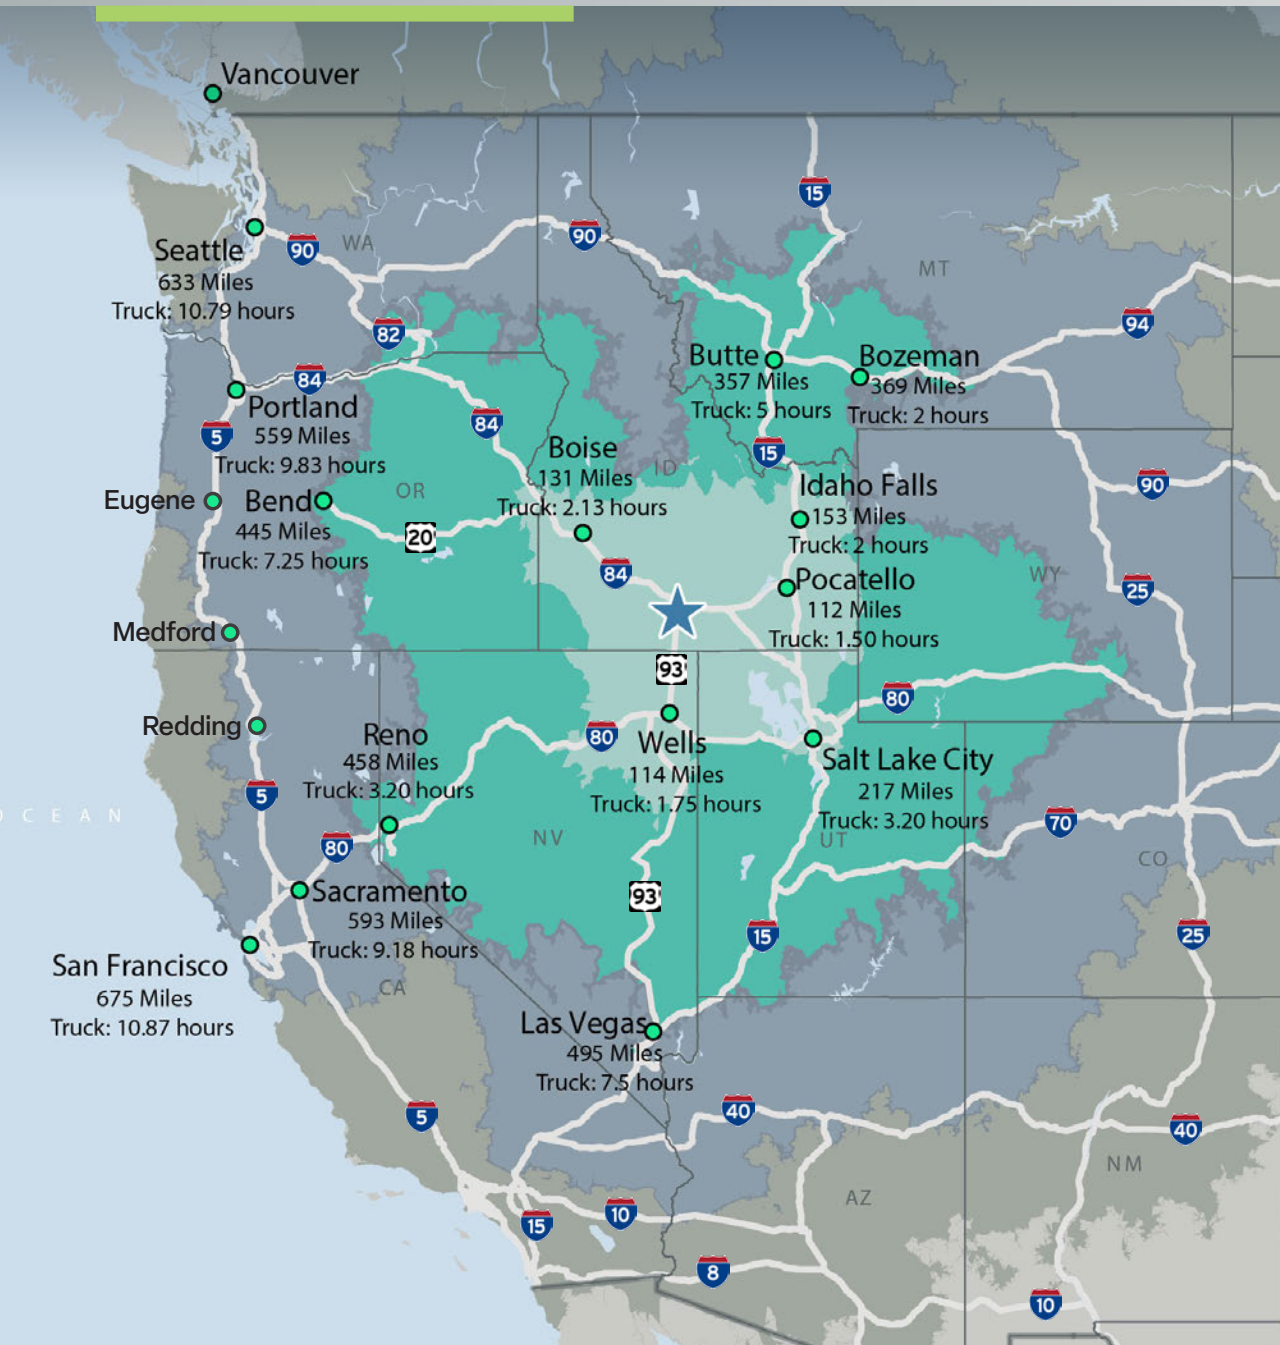 Vancouver
15
Seattle
633 Miles
Truck: 10.79 hours
90
WA
90
MT
94
82
84
Portland
559 Miles
Truck: 9.83 hours
5
84
Butte
357 Miles
Truck: 5 hours
Bozeman
369 Miles
Truck: 2 hours
15
Boise
131 Miles
Truck: 2.13 hours
ID
90
Eugene
Bend
445 Miles
Truck: 7.25 hours
OR
20
Idaho Falls
153 Miles
Truck: 2 hours
84
WY
25
Pocatello
112 Miles
Truck: 1.50 hours
Medford
93
80
Redding
Reno
458 Miles
Truck: 3.20 hours
80
Wells
114 Miles
Truck: 1.75 hours
Salt Lake City
217 Miles
Truck: 3.20 hours
UT
5
OCEAN
80
NV
70
CO
Sacramento
593 Miles
Truck: 9.18 hours
93
15
25
San Francisco
675 Miles
Truck: 10.87 hours
CA
Las Vegas
495 Miles
Truck: 7.5 hours
5
40
40
NM
AZ
15
10
8
10